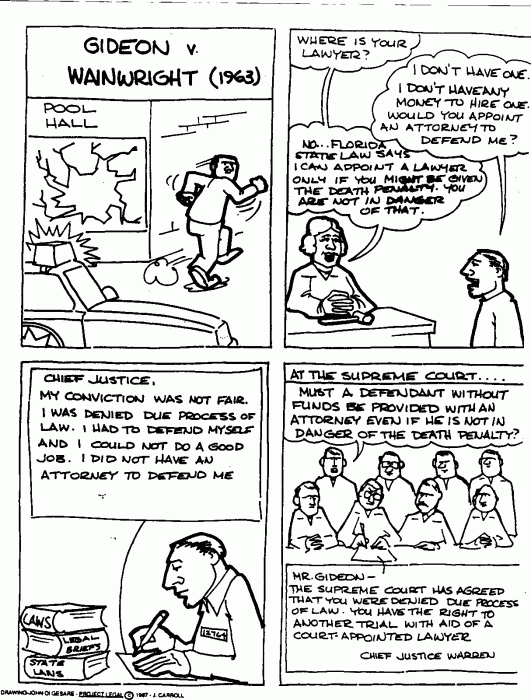 GIDEON v.
WAINWRIGHT (1963)
POOL
HALL
WHERE IS YOUR
LAWYER?
I DON'T HAVE ONE.
I DON'T HAVE ANY
MONEY TO HIRE ONE.
WOULD YOU APPOINT
AN ATTORNEY TO
DEFEND ME?
NO...FLORIDA
STATE LAW SAYS
I CAN APPOINT A LAWYER
ONLY IF YOU MIGHT BE GIVEN
THE DEATH PENALTY. YOU
ARE NOT IN DANGER
OF THAT.
CHIEF JUSTICE,
MY CONVICTION WAS NOT FAIR.
I WAS DENIED DUE PROCESS OF
LAW. I HAD TO DEFEND MYSELF
AND I COULD NOT DO A GOOD
JOB. I DID NOT HAVE AN
ATTORNEY TO DEFEND ME
LAWS
LEGAL
BRIEFS
STATE
LAWS
AT THE SUPREME COURT....
MUST A DEFENDANT WITHOUT
FUNDS BE PROVIDED WITH AN
ATTORNEY EVEN IF HE IS NOT IN
DANGER OF THE DEATH PENALTY?
MR. GIDEON-
THE SUPREME COURT HAS AGREED
THAT YOU WERE DENIED DUE PROCESS
OF LAW. YOU HAVE THE RIGHT TO
ANOTHER TRIAL WITH AID OF A
COURT APPOINTED LAWYER
CHIEF JUSTICE WARREN
DRAWING-JOHN DIGESARE - PROJECT LEGAL © 1987 - J. CARROLL